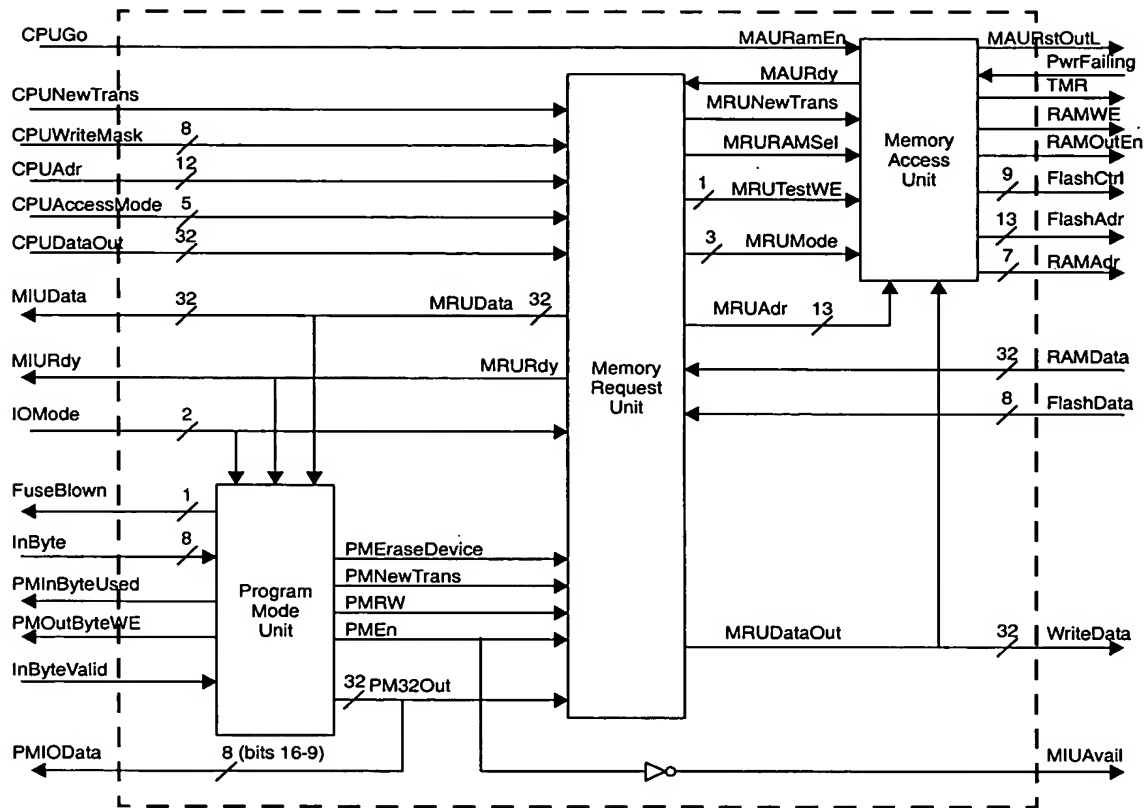 CPUGo
MAURamEn
MAURstOutL
PwrFailing
MAURdy
TMR
CPUNewTrans
MRUNewTrans
RAMWE
CPUWriteMask
8
MRURAMSel
Memory
Access
Unit
RAMOutEn
CPUAdr
12
1
MRUTestWE
9
FlashCtrl
CPUAccessMode
5
13
FlashAdr
CPUDataOut
32
3
MRUMode
7
RAMAdr
MIUData
32
MRUData
32
MRUAdr
13
MIURdy
MRURdy
Memory
Request
Unit
32
RAMData
IOMode
2
8
FlashData
FuseBlown
1
InByte
8
PMEraseDevice
PMInByteUsed
Program
Mode
Unit
PMNewTrans
PMRW
PMOutByteWE
PMEn
MRUDataOut
32
WriteData
InByteValid
32
PM32Out
PMIOData
8 (bits 16-9)
MIUAvail